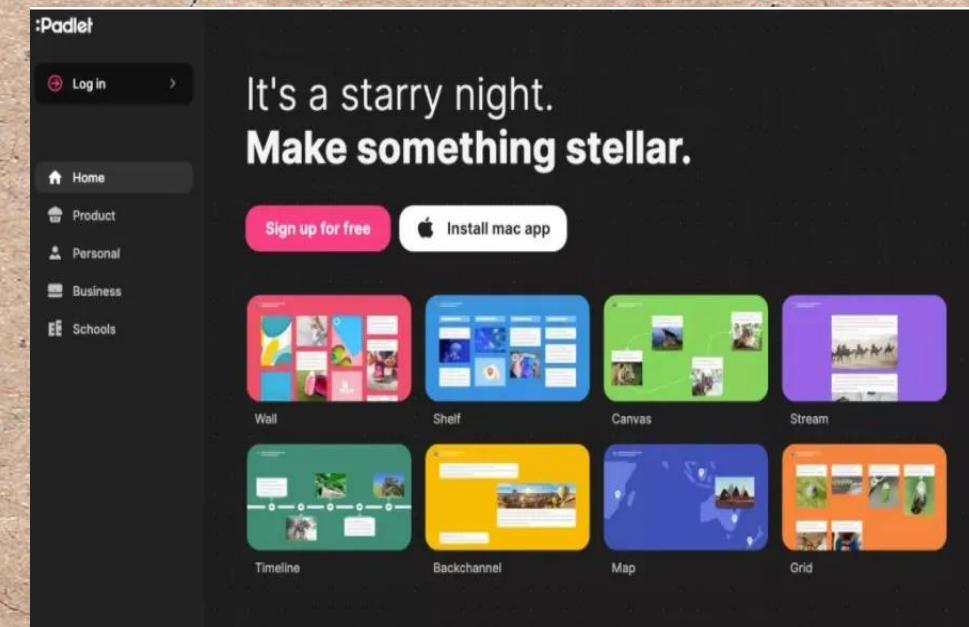 :Padlet
Log in
Home
Product
Personal
Business
Schools
It's a starry night.
Make something stellar.
Sign up for free
Install mac app
Wall
Shelf
Canvas
Stream
Timeline
Backchannel
Map
Grid